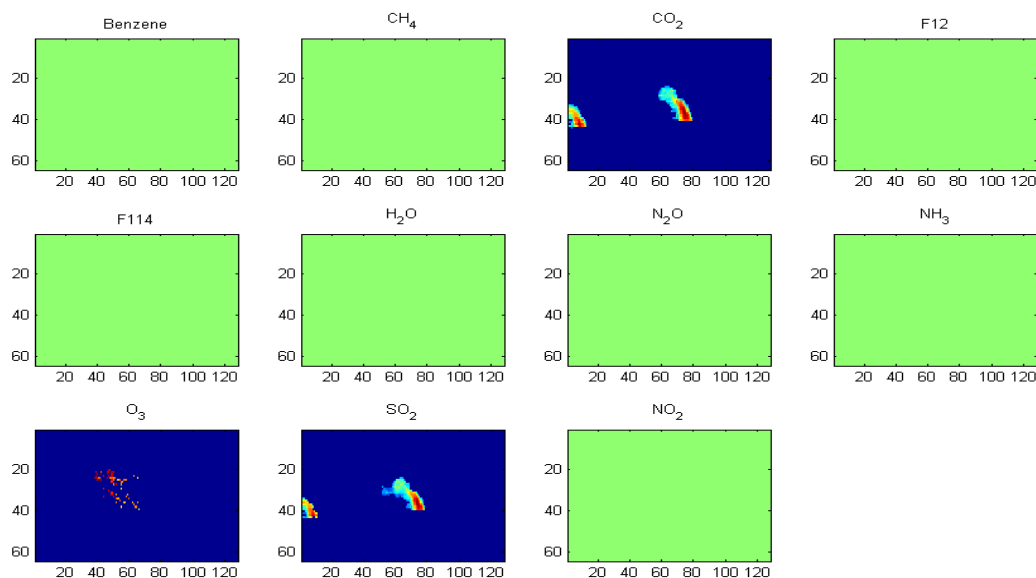 Benzene CH₄ CO₂ F12
20 20 20 20
40 40 40 40
60 60 60 60
20 40 60 80 100 120 20 40 60 80 100 120 20 40 60 80 100 120 20 40 60 80 100 120
F114 H₂O N₂O NH₃
20 20 20 20
40 40 40 40
60 60 60 60
20 40 60 80 100 120 20 40 60 80 100 120 20 40 60 80 100 120 20 40 60 80 100 120
O₃ SO₂ NO₂
20 20 20
40 40 40
60 60 60
20 40 60 80 100 120 20 40 60 80 100 120 20 40 60 80 100 120